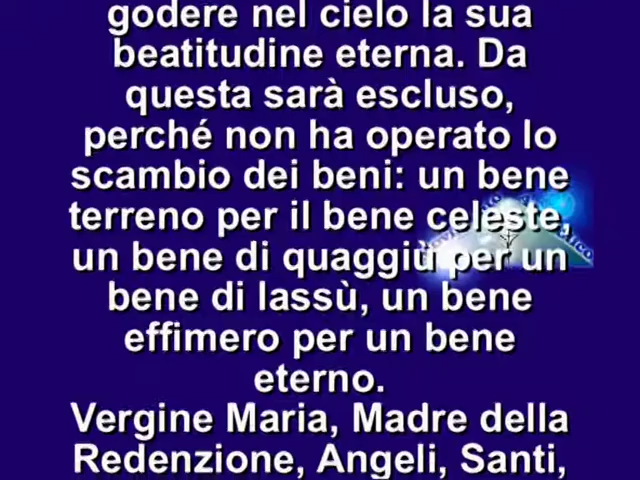 godere nel cielo la sua
beatitudine eterna. Da
questa sarà escluso,
perché non ha operato lo
scambio dei beni: un bene
terreno per il bene celeste,
un bene di quaggiù per un
bene di lassù, un bene
effimero per un bene
eterno.
Vergine Maria, Madre della
Redenzione, Angeli, Santi,